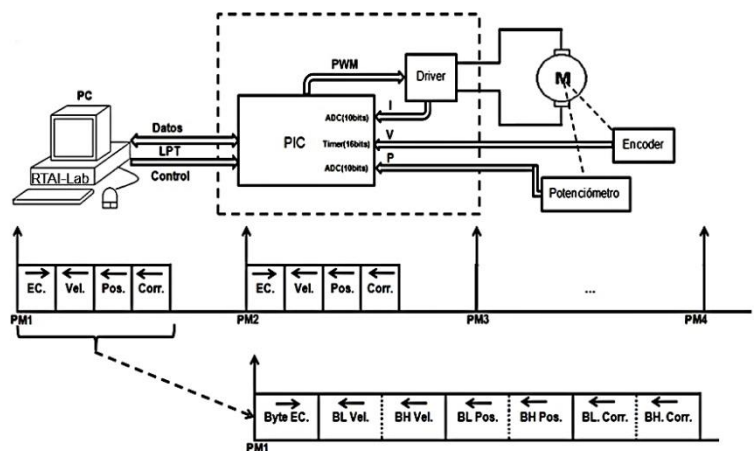 PC
RTAI-Lab
Datos
LPT
Control
PWM
PIC
ADC(10bits)
Timer(16bits)
ADC(10bits)
Driver
I
V
P
M
Encoder
Potenciómetro
EC. Vel. Pos. Corr.
EC. Vel. Pos. Corr.
...
PM1 PM2 PM3 PM4
Byte EC. BL Vel. BH Vel. BL Pos. BH Pos. BL. Corr. BH. Corr.
PM1